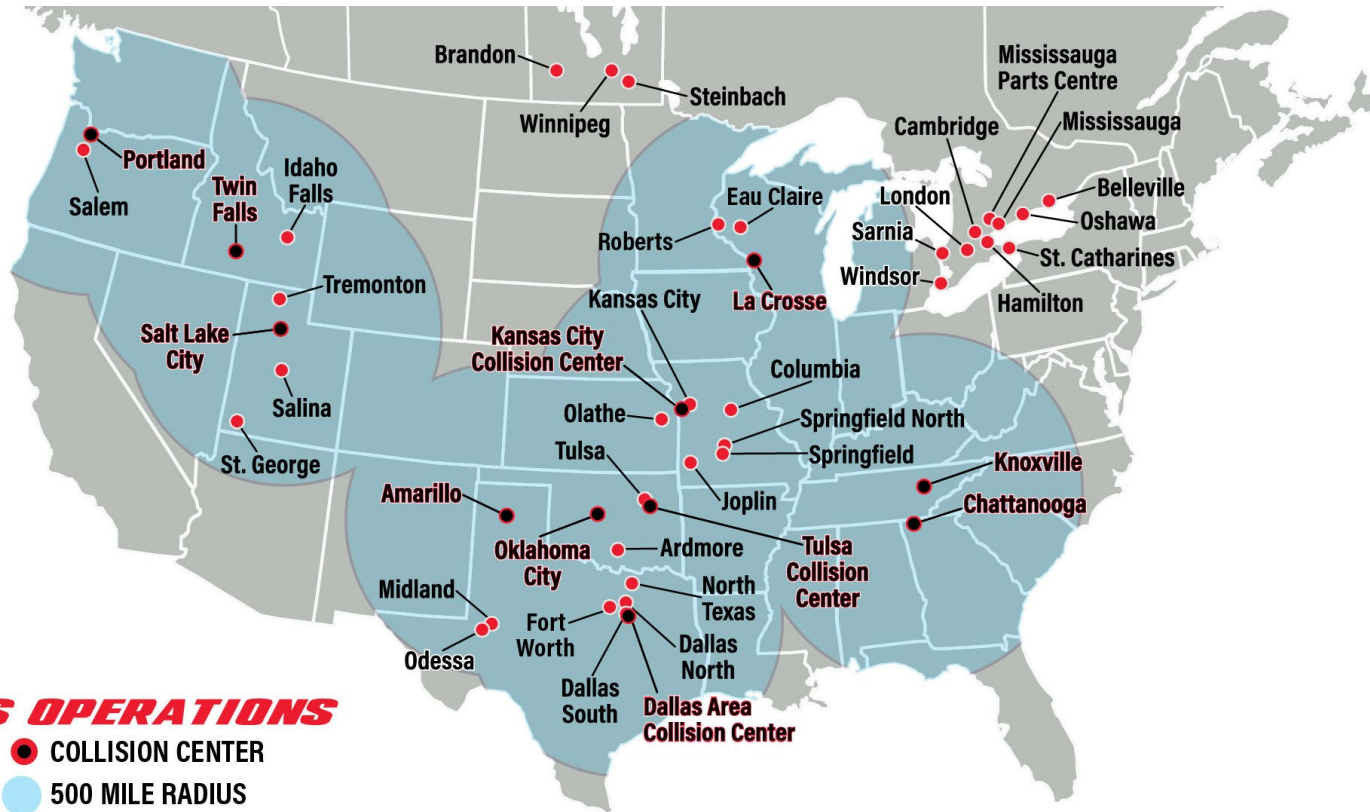 Brandon
Winnipeg
Steinbach
Mississauga
Parts Centre
Cambridge
Mississauga
Portland
Salem
Twin
Falls
Idaho
Falls
Eau Claire
Roberts
London
Sarnia
Windsor
Belleville
Oshawa
St. Catharines
Hamilton
Tremonton
Salt Lake
City
Salina
St. George
Kansas City
La Crosse
Kansas City
Collision Center
Columbia
Olathe
Springfield North
Springfield
Tulsa
Joplin
Knoxville
Chattanooga
Amarillo
Oklahoma
City
Ardmore
Tulsa
Collision
Center
Midland
Odessa
Fort
Worth
North
Texas
Dallas
North
Dallas
South
Dallas Area
Collision Center
S OPERATIONS
COLLISION CENTER
500 MILE RADIUS